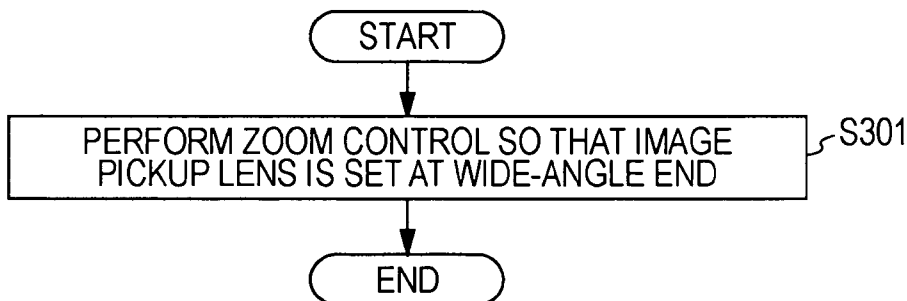 START
PERFORM ZOOM CONTROL SO THAT IMAGE
PICKUP LENS IS SET AT WIDE-ANGLE END
S301
END